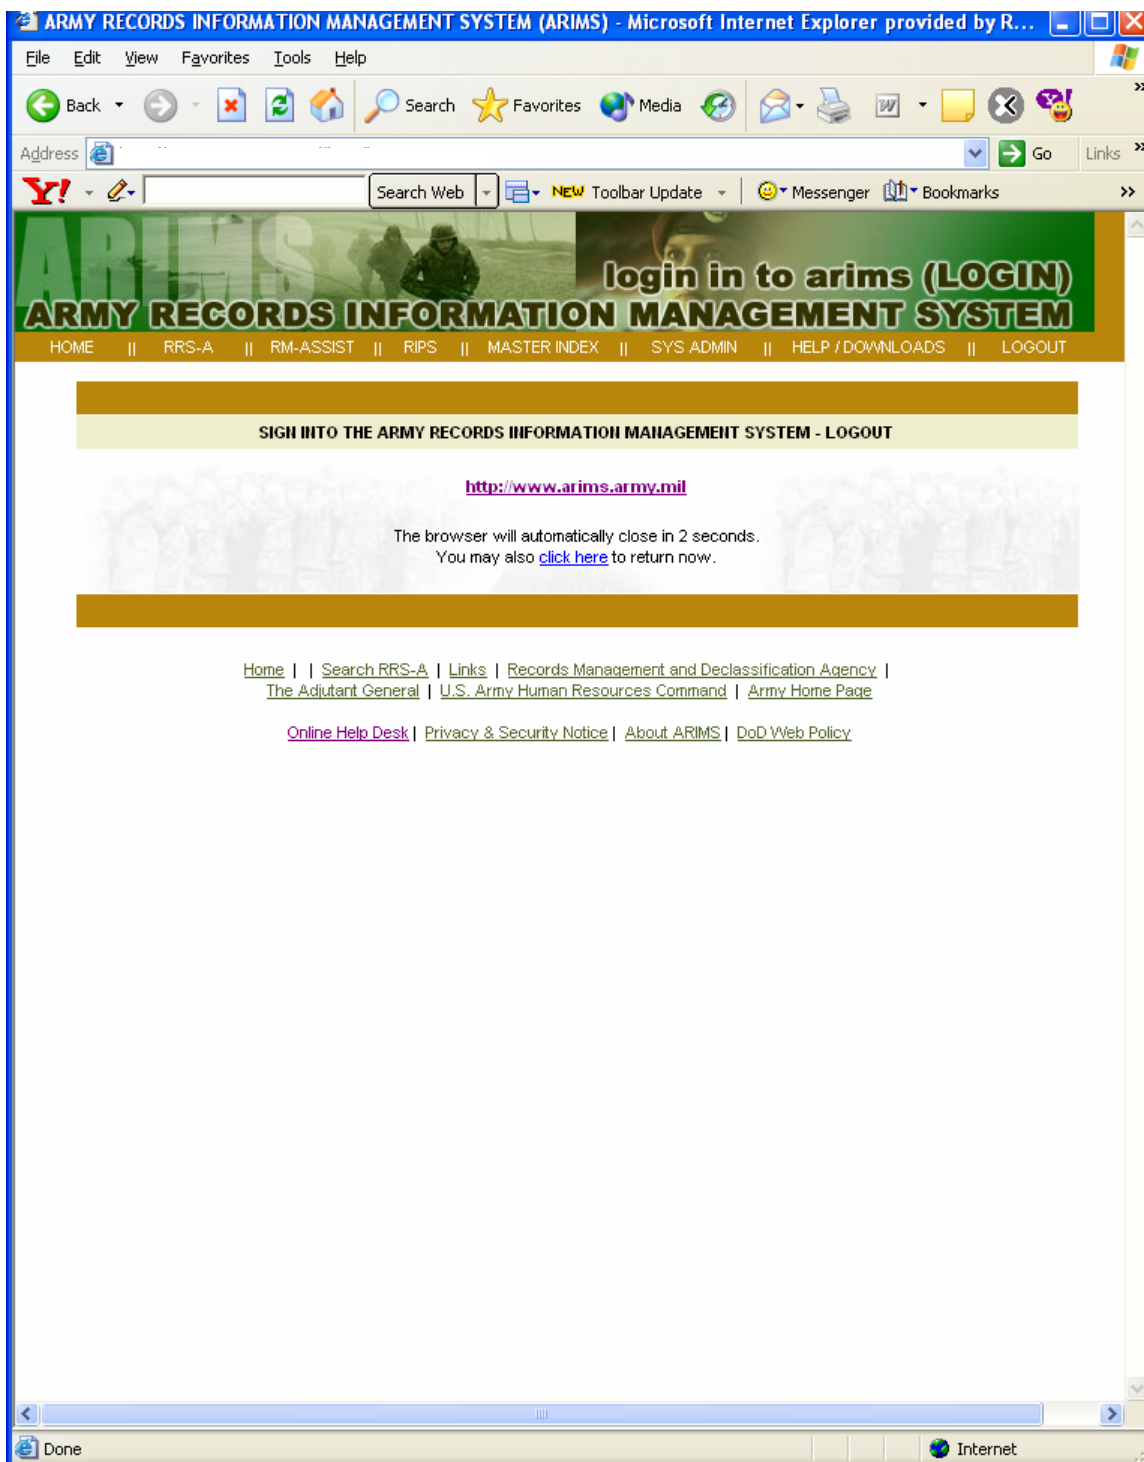 ARMY RECORDS INFORMATION MANAGEMENT SYSTEM (ARIMS) - Microsoft Internet Explorer provided by R...
File Edit View Favorites Tools Help
Back Search Favorites Media »
Address Go Links »
Y! Search Web NEW Toolbar Update Messenger Bookmarks »
ARIMS
login in to arims (LOGIN)
ARMY RECORDS INFORMATION MANAGEMENT SYSTEM
HOME || RRS-A || RM-ASSIST || RIPS || MASTER INDEX || SYS ADMIN || HELP / DOWNLOADS || LOGOUT
SIGN INTO THE ARMY RECORDS INFORMATION MANAGEMENT SYSTEM - LOGOUT
http://www.arims.army.mil
The browser will automatically close in 2 seconds.
You may also click here to return now.
Home | | Search RRS-A | Links | Records Management and Declassification Agency |
The Adjutant General | U.S. Army Human Resources Command | Army Home Page
Online Help Desk | Privacy & Security Notice | About ARIMS | DoD Web Policy
Done Internet